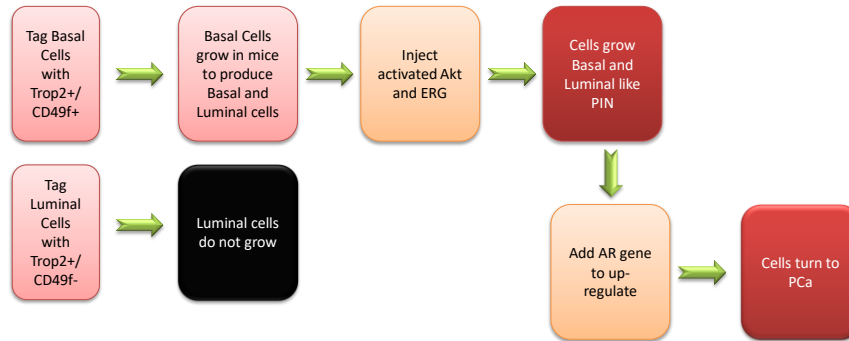 Tag Basal
Cells
with
Trop2+/
CD49f+
Basal Cells
grow in mice
to produce
Basal and
Luminal cells
Inject
activated Akt
and ERG
Cells grow
Basal and
Luminal like
PIN
Tag
Luminal
Cells
with
Trop2+/
CD49f-
Luminal cells
do not grow
Add AR gene
to up-
regulate
Cells turn to
PCa